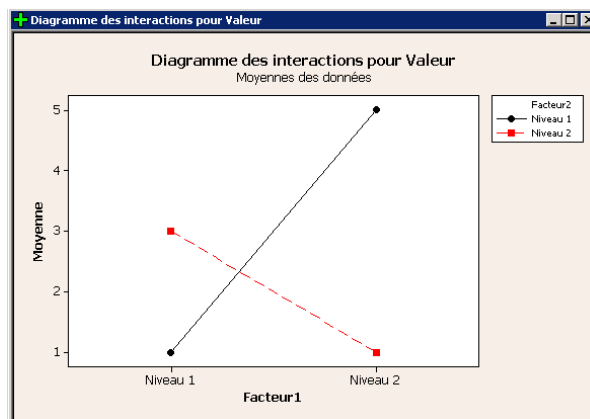 Diagramme des interactions pour Valeur
Diagramme des interactions pour Valeur
Moyennes des données
Facteur2
Niveau 1
Niveau 2
5
4
3
2
1
Moyenne
Niveau 1 Niveau 2
Facteur1